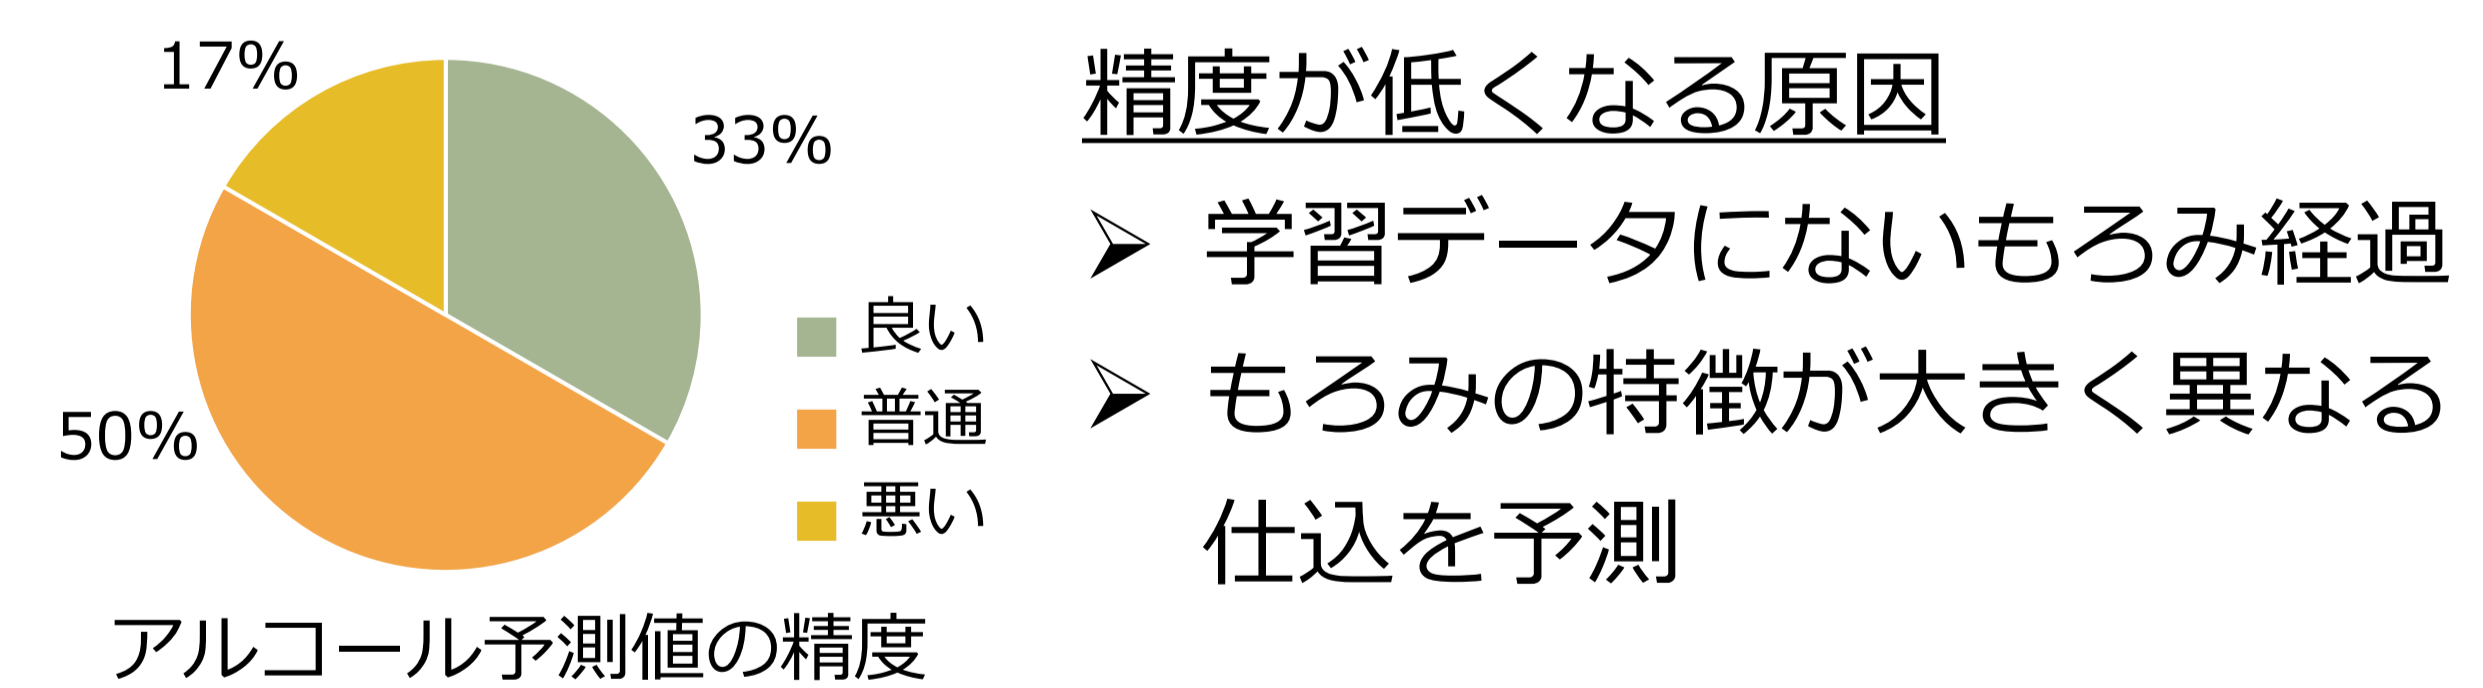 17%
33%
50%
良い
普通
悪い
アルコール予測値の精度
精度が低くなる原因
➢ 学習データにないもろみ経過
➢ もろみの特徴が大きく異なる
仕込を予測